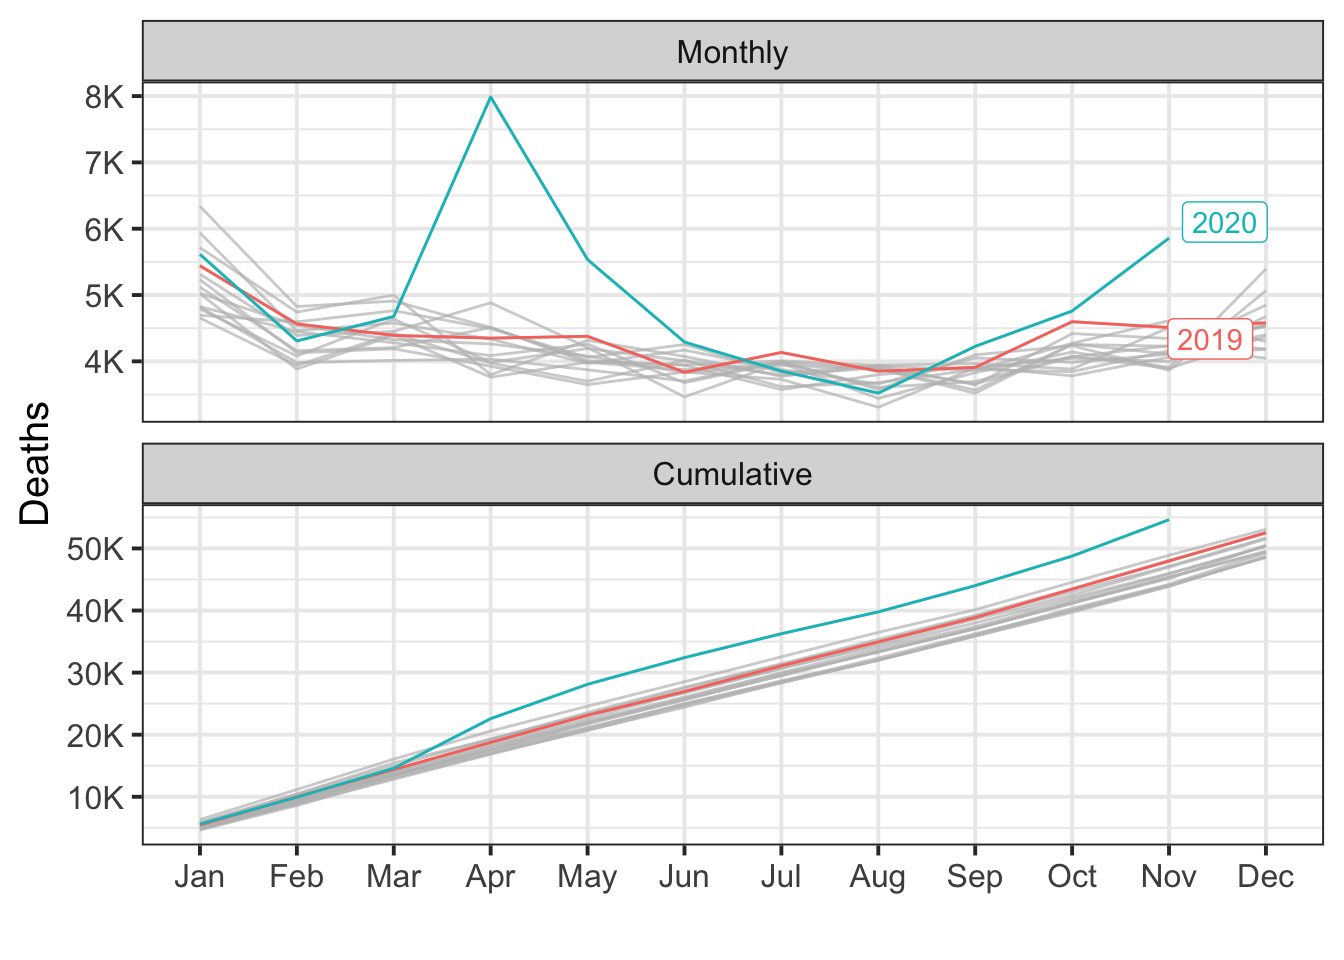 Monthly
8K
7K
6K
5K
4K
2020
2019
Deaths
Cumulative
50K
40K
30K
20K
10K
Jan Feb Mar Apr May Jun Jul Aug Sep Oct Nov Dec